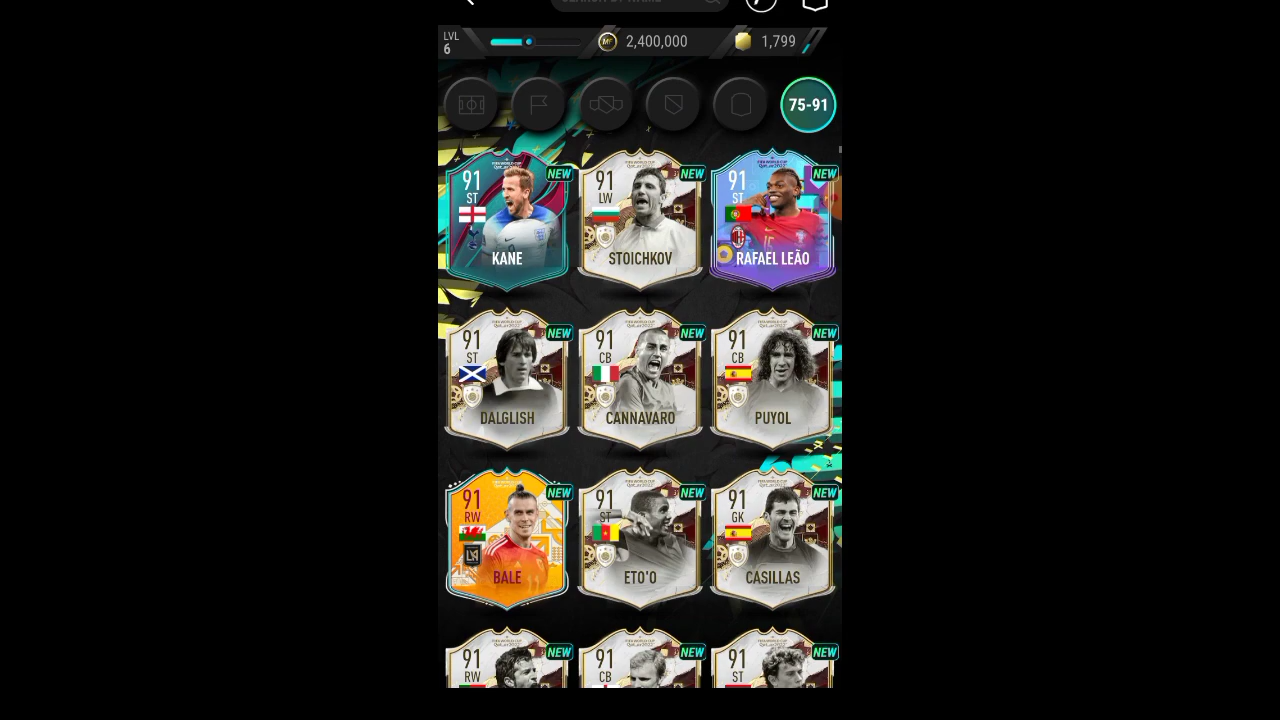 LVL
6
2,400,000
1,799
75-91
91 ST NEW
KANE
91 LW NEW
STOICHKOV
91 ST NEW
RAFAEL LEÃO
91 ST NEW
DALGLISH
91 CB NEW
CANNAVARO
91 CB NEW
PUYOL
91 RW NEW
BALE
91 ST NEW
ETO'O
91 GK NEW
CASILLAS
91 RW NEW
91 CB NEW
91 ST NEW